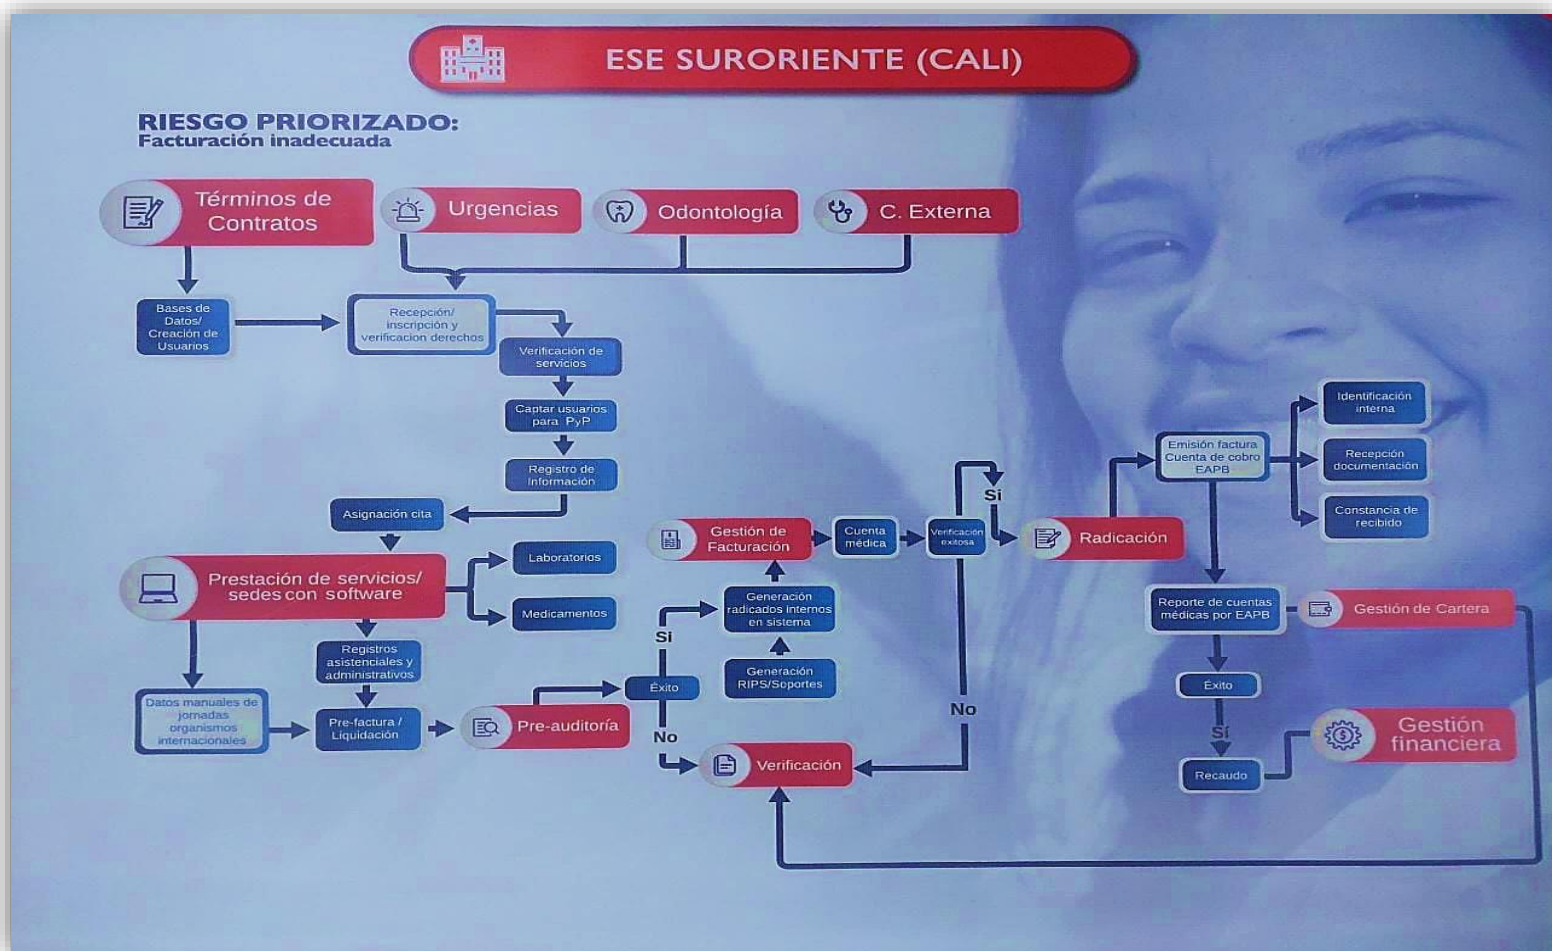 ESE SURORIENTE (CALI)
RIESGO PRIORIZADO:
Facturación inadecuada
Términos de
Contratos
Urgencias
Odontología
C. Externa
Bases de
Datos/
Creación de
Usuarios
Recepción/
inscripción y
verificacion derechos
Verificación de
servicios
Captar usuarios
para PyP
Registro de
Información
Asignación cita
Prestación de servicios/
sedes con software
Laboratorios
Medicamentos
Registros
asistenciales y
administrativos
Datos manuales de
jornadas
organismos
internacionales
Pre-factura /
Liquidación
Pre-auditoría
Éxito
Si
No
Generación
radicados internos
en sistema
Generación
RIPS/Soportes
Gestión de
Facturación
Cuenta
médica
Verificación
exitosa
Sí
No
Verificación
Radicación
Emisión factura
Cuenta de cobro
EAPB
Identificación
interna
Recepción
documentación
Constancia de
recibido
Reporte de cuentas
médicas por EAPB
Gestión de Cartera
Éxito
Sí
Recaudo
Gestión
financiera